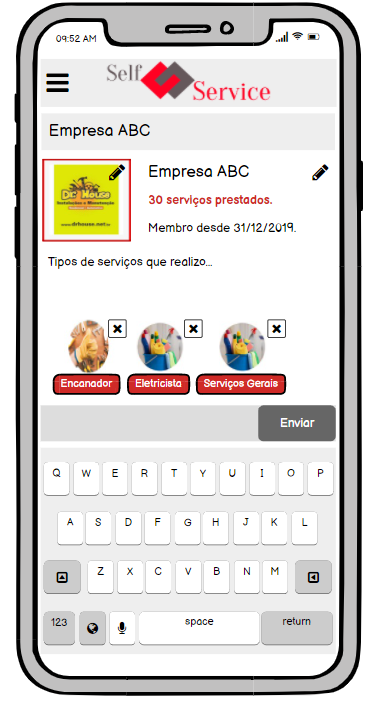 09:52 AM
Self
Service
Empresa ABC
Empresa ABC
Dr House
Instalações e Manutenção
www.drhouse.net.in
30 serviços prestados.
Membro desde 31/12/2019.
Tipos de serviços que realizo...
Encanador Eletricista Serviços Gerais
Enviar
Q W E R T Y U I O P
A S D F G H J K L
Z X C V B N M
123 space return